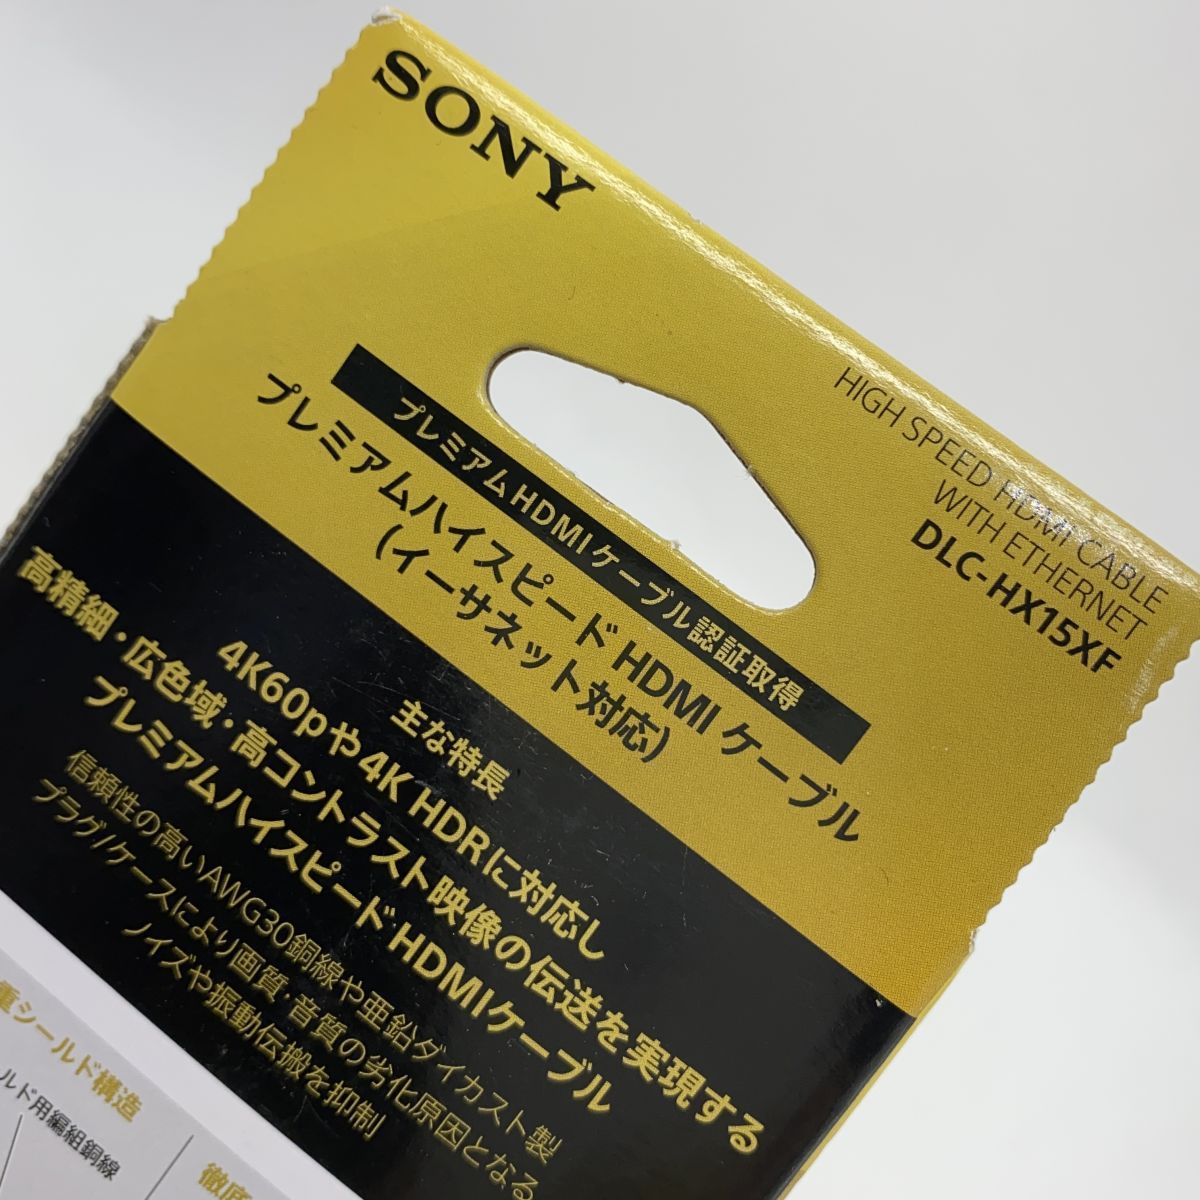 SONY
HIGH SPEED HDMI CABLE
WITH ETHERNET
DLC-HX15XF
プレミアムHDMIケーブル認証取得
プレミアムハイスピードHDMIケーブル
(イーサネット対応)
主な特長
4K60pや4K HDRに対応し
高精細・広色域・高コントラスト映像の伝送を実現する
プレミアムハイスピードHDMIケーブル
信頼性の高いAWG30銅線や亜鉛ダイカスト製
プラグ/ケースにより画質・音質の劣化原因となる
ノイズや振動伝搬を抑制
重シールド構造
ルド用編組銅線
徹底